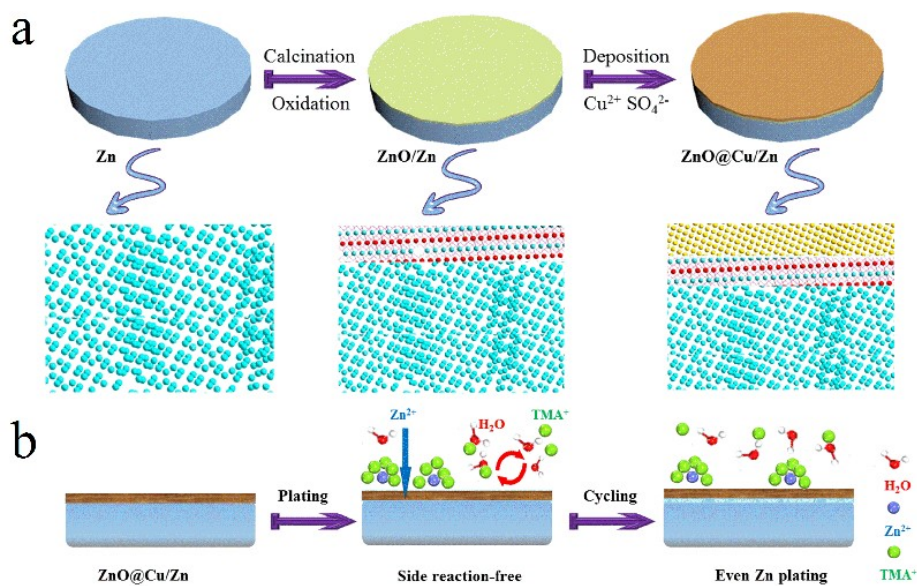 a
Calcination
Oxidation
Deposition
Cu²⁺ SO₄²⁻
Zn
ZnO/Zn
ZnO@Cu/Zn
b
Zn²⁺
H₂O
TMA⁺
Plating
Cycling
H₂O
Zn²⁺
TMA⁺
ZnO@Cu/Zn
Side reaction-free
Even Zn plating